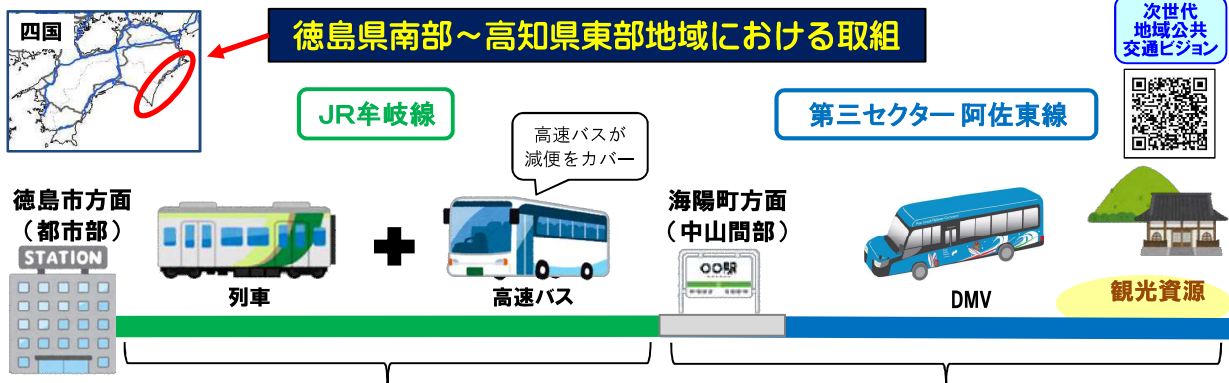 四国
徳島県南部～高知県東部地域における取組
次世代
地域公共
交通ビジョン
JR牟岐線
第三セクター 阿佐東線
高速バスが
減便をカバー
徳島市方面
（都市部）
STATION
列車
高速バス
海陽町方面
（中山間部）
〇〇駅
DMV
観光資源